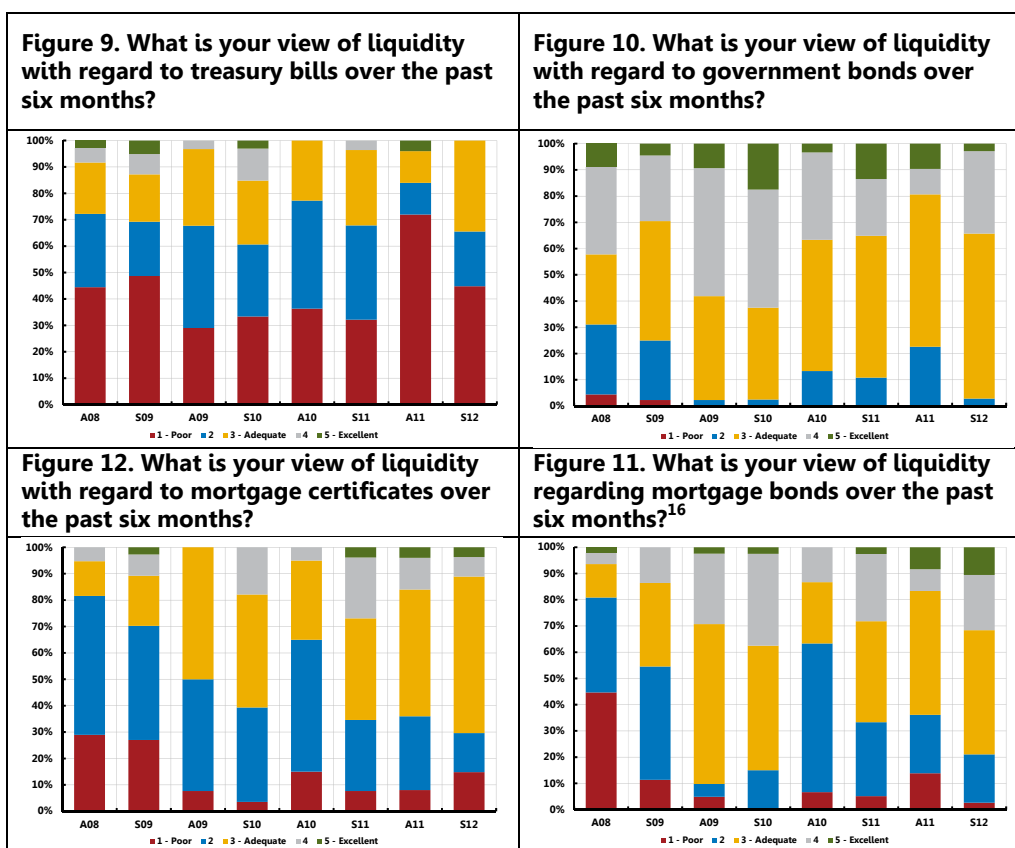 Figure 9. What is your view of liquidity
with regard to treasury bills over the past
six months?
Figure 10. What is your view of liquidity
with regard to government bonds over
the past six months?
100%
90%
80%
70%
60%
50%
40%
30%
20%
10%
0%
A08 S09 A09 S10 A10 S11 A11 S12
1 - Poor 2 3 - Adequate 4 5 - Excellent
100%
90%
80%
70%
60%
50%
40%
30%
20%
10%
0%
A08 S09 A09 S10 A10 S11 A11 S12
1 - Poor 2 3 - Adequate 4 5 - Excellent
Figure 12. What is your view of liquidity
with regard to mortgage certificates over
the past six months?
Figure 11. What is your view of liquidity
regarding mortgage bonds over the past
six months?16
100%
90%
80%
70%
60%
50%
40%
30%
20%
10%
0%
A08 S09 A09 S10 A10 S11 A11 S12
1 - Poor 2 3 - Adequate 4 5 - Excellent
100%
90%
80%
70%
60%
50%
40%
30%
20%
10%
0%
A08 S09 A09 S10 A10 S11 A11 S12
1 - Poor 2 3 - Adequate 4 5 - Excellent